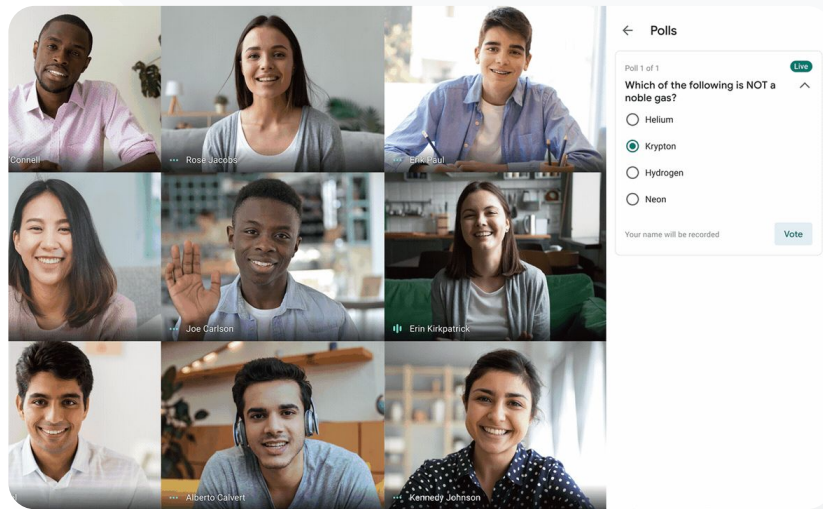 Connell
Rose Jacobs
Erik Paul
Joe Carlson
Erin Kirkpatrick
Alberto Calvert
Kennedy Johnson
Polls
Poll 1 of 1
Live
Which of the following is NOT a
noble gas?
Helium
Krypton
Hydrogen
Neon
Your name will be recorded
Vote